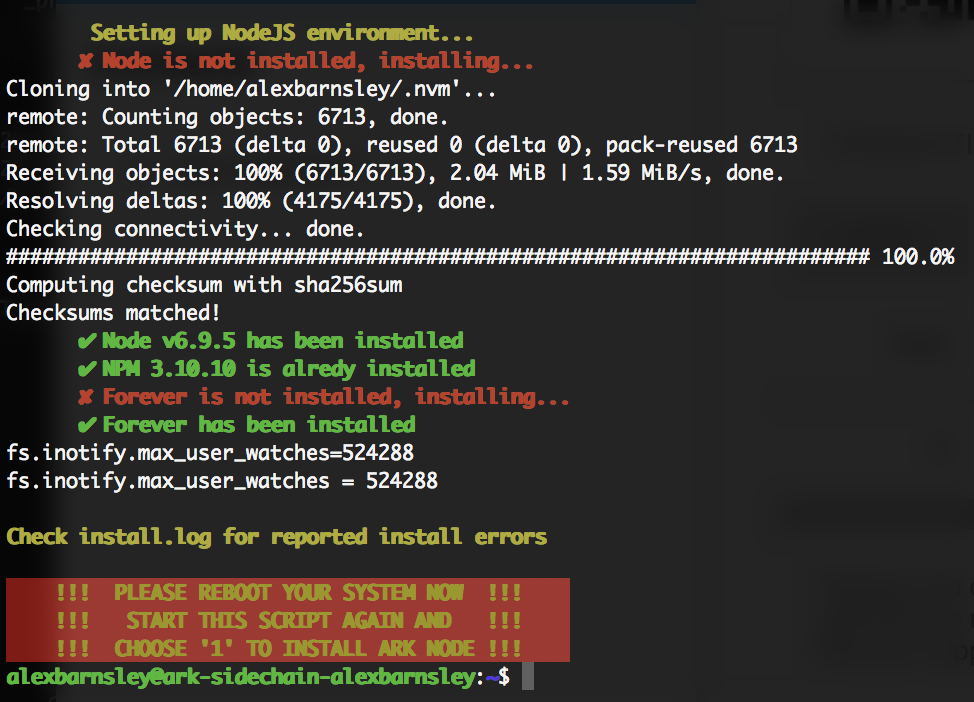 Setting up NodeJS environment...
✘ Node is not installed, installing...
Cloning into '/home/alexbarnsley/.nvm'...
remote: Counting objects: 6713, done.
remote: Total 6713 (delta 0), reused 0 (delta 0), pack-reused 6713
Receiving objects: 100% (6713/6713), 2.04 MiB | 1.59 MiB/s, done.
Resolving deltas: 100% (4175/4175), done.
Checking connectivity... done.
######################################################################## 100.0%
Computing checksum with sha256sum
Checksums matched!
✔ Node v6.9.5 has been installed
✔ NPM 3.10.10 is alredy installed
✘ Forever is not installed, installing...
✔ Forever has been installed
fs.inotify.max_user_watches=524288
fs.inotify.max_user_watches = 524288
Check install.log for reported install errors
!!! PLEASE REBOOT YOUR SYSTEM NOW !!!
!!! START THIS SCRIPT AGAIN AND !!!
!!! CHOOSE '1' TO INSTALL ARK NODE !!!
alexbarnsley@ark-sidechain-alexbarnsley:~$